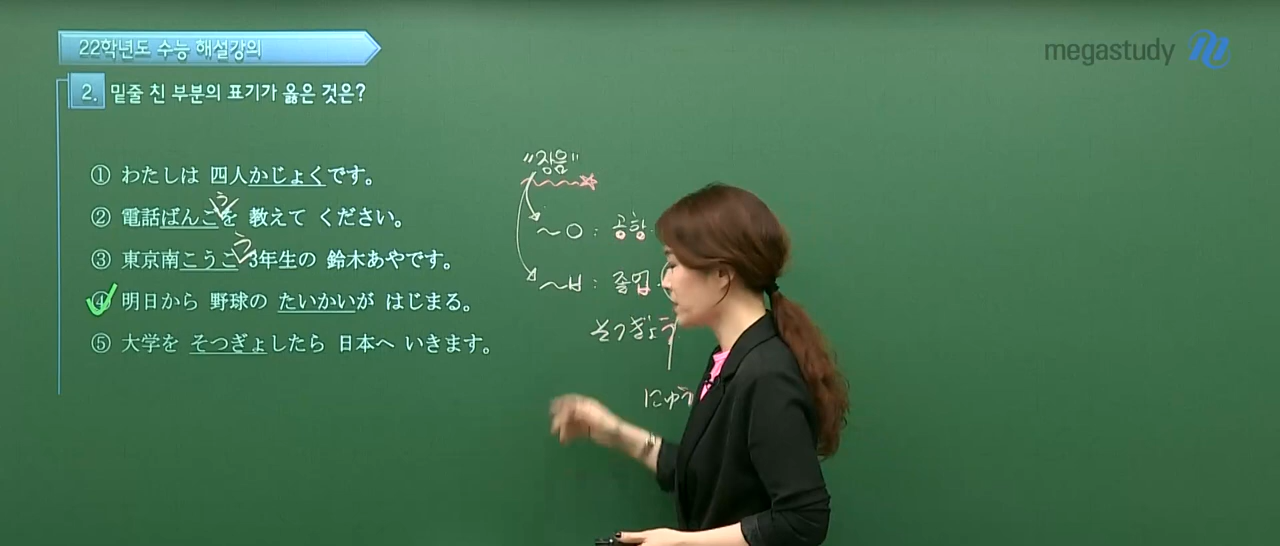 22학년도 수능 해설강의
megastudy
2. 밑줄 친 부분의 표기가 옳은 것은?
① わたしは 四人かじょくです。
② 電話ばんごを 教えて ください。
う
③ 東京南こうこ 3年生の 鈴木あやです。
う
④ 明日から 野球の たいかいが はじまる。
⑤ 大学を そつぎょしたら 日本へ いきます。
"장음"
~ㅇ : 공항
~ㅂ : 졸업
そつぎょう
にゅう